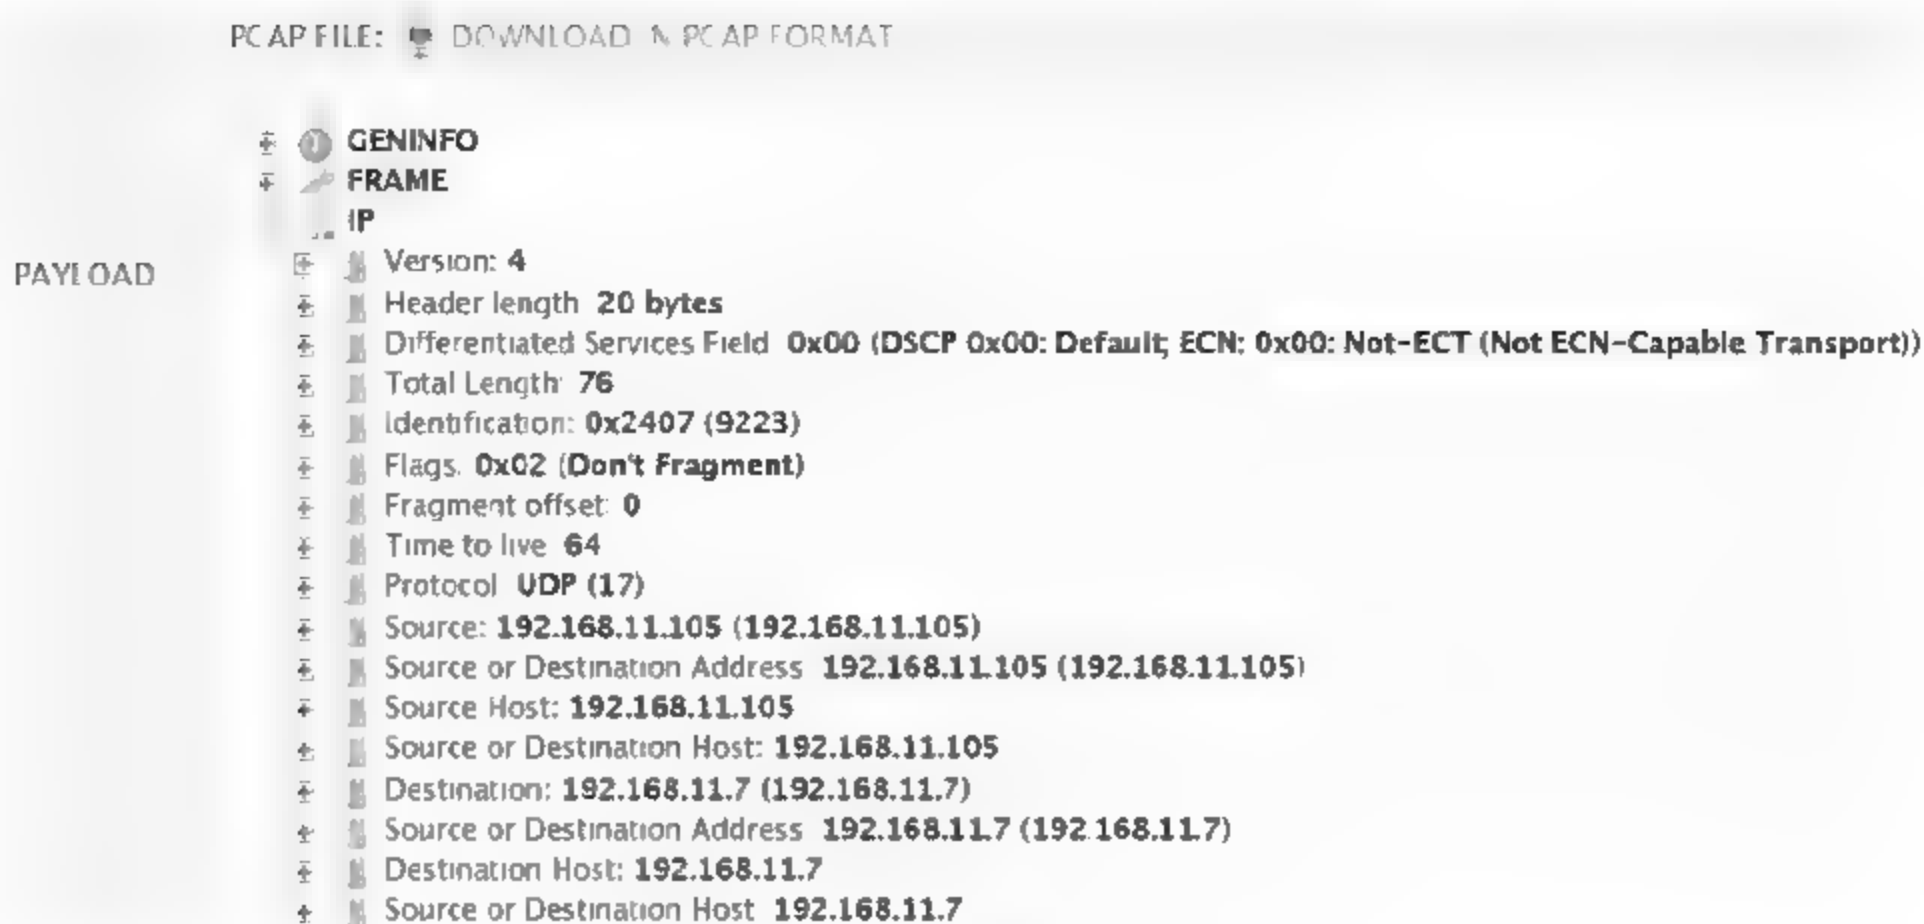 PCAP FILE: DOWNLOAD IN PCAP FORMAT
GENINFO
FRAME
IP
PAYLOAD
Version: 4
Header length 20 bytes
Differentiated Services Field 0x00 (DSCP 0x00: Default; ECN: 0x00: Not-ECT (Not ECN-Capable Transport))
Total Length: 76
Identification: 0x2407 (9223)
Flags: 0x02 (Don't Fragment)
Fragment offset: 0
Time to live 64
Protocol UDP (17)
Source: 192.168.11.105 (192.168.11.105)
Source or Destination Address 192.168.11.105 (192.168.11.105)
Source Host: 192.168.11.105
Source or Destination Host: 192.168.11.105
Destination: 192.168.11.7 (192.168.11.7)
Source or Destination Address 192.168.11.7 (192.168.11.7)
Destination Host: 192.168.11.7
Source or Destination Host 192.168.11.7